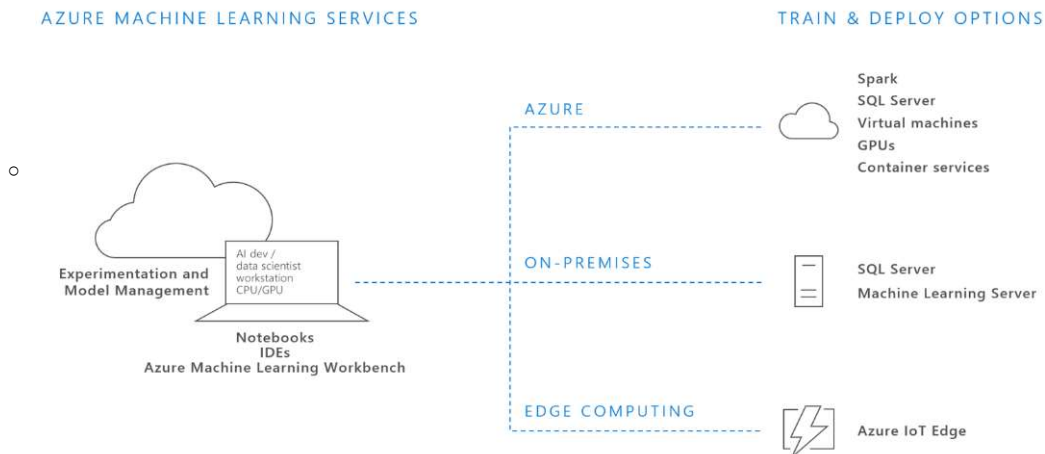 AZURE MACHINE LEARNING SERVICES
TRAIN & DEPLOY OPTIONS
AZURE
Spark
SQL Server
Virtual machines
GPUs
Container services
Experimentation and
Model Management
AI dev /
data scientist
workstation
CPU/GPU
Notebooks
IDEs
Azure Machine Learning Workbench
ON-PREMISES
SQL Server
Machine Learning Server
EDGE COMPUTING
Azure IoT Edge